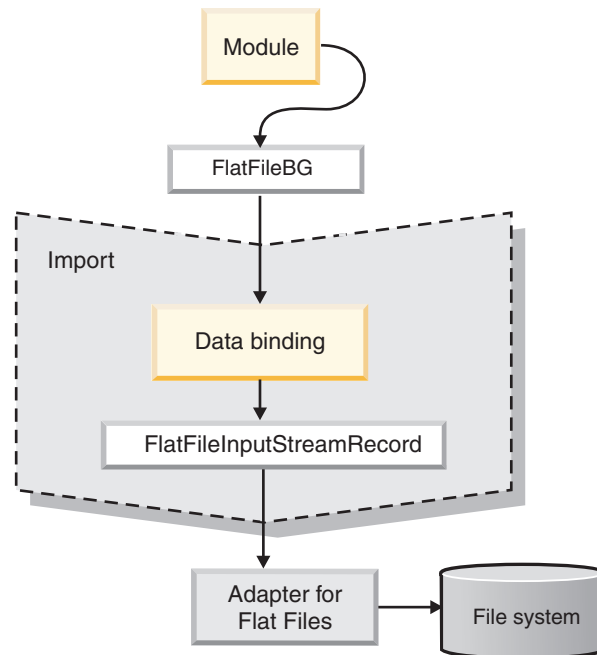 Module
FlatFileBG
Import
Data binding
FlatFileInputStreamRecord
Adapter for
Flat Files
File system